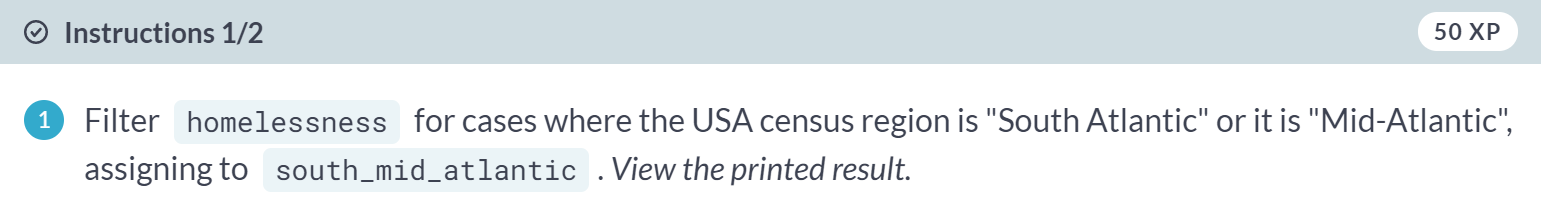 Instructions 1/2
50 XP
1 Filter homelessness for cases where the USA census region is "South Atlantic" or it is "Mid-Atlantic",
assigning to south_mid_atlantic . View the printed result.